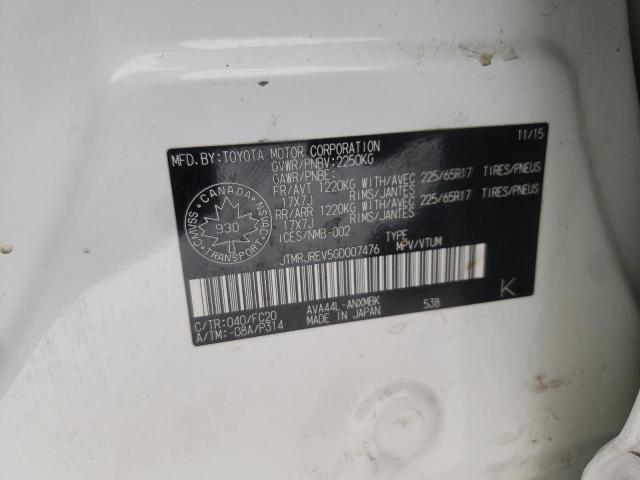 MFD.BY:TOYOTA MOTOR CORPORATION 11/15
GVWR/PNBV:2250KG
GAWR/PNBE:
FR/AVT 1220KG WITH/AVEC 225/65R17 TIRES/PNEUS
17X7J RIMS/JANTES
RR/ARR 1220KG WITH/AVEC 225/65R17 TIRES/PNEUS
17X7J RIMS/JANTES
ICES/NMB-002 TYPE
JTMRJREV5GD007476 MPV/VTUM
CANADA
CMVSS NSVAC
930
TRANSPORT
AVA44L-ANXMBK 538 K
C/TR:040/FC20 MADE IN JAPAN
A/TM:-08A/P314